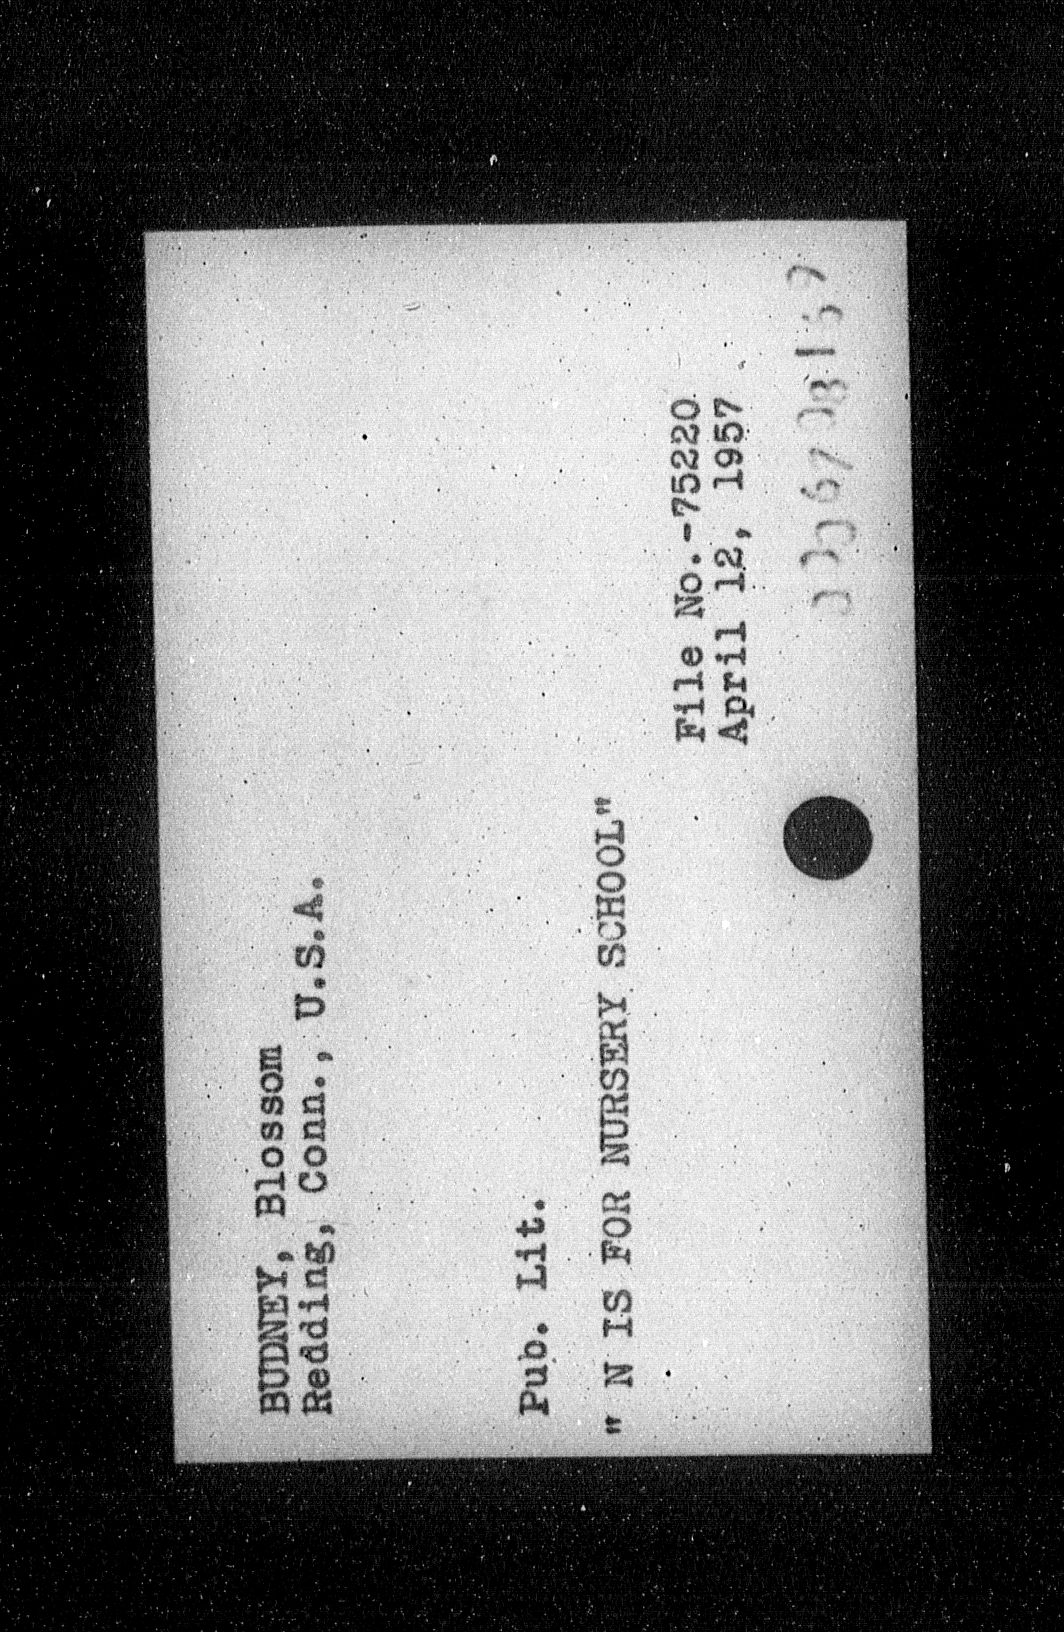 BUDNEY, Blossom
Redding, Conn., U.S.A.
Pub. Lit.
" N IS FOR NURSERY SCHOOL"
File No.-75220
April 12, 1957